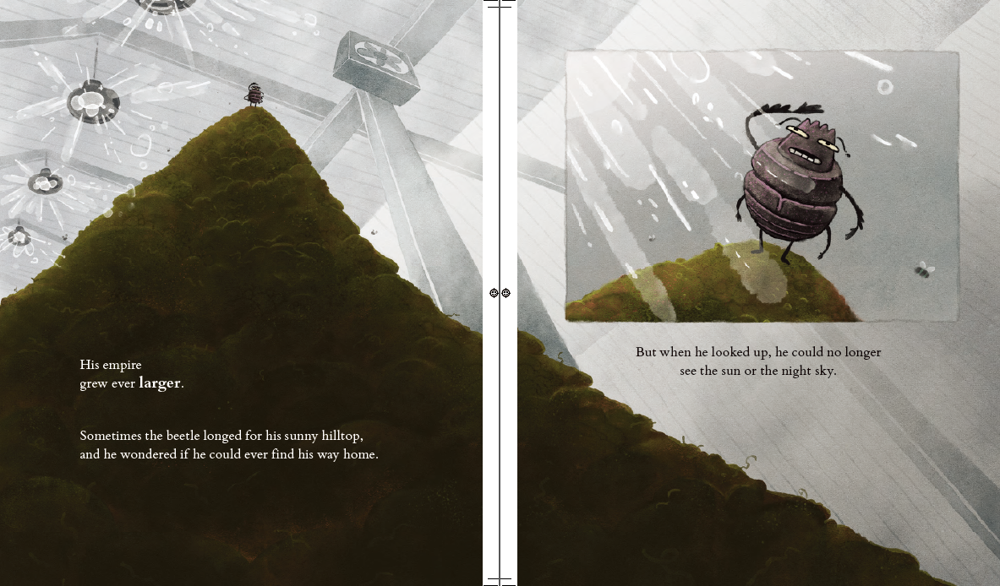 His empire
grew ever larger.
Sometimes the beetle longed for his sunny hilltop,
and he wondered if he could ever find his way home.
But when he looked up, he could no longer
see the sun or the night sky.